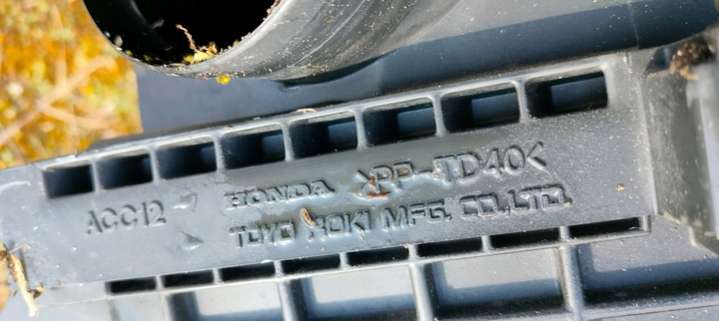 ACC12 HONDA >PP-TD40<
TOYO ROKI MFG. CO., LTD.